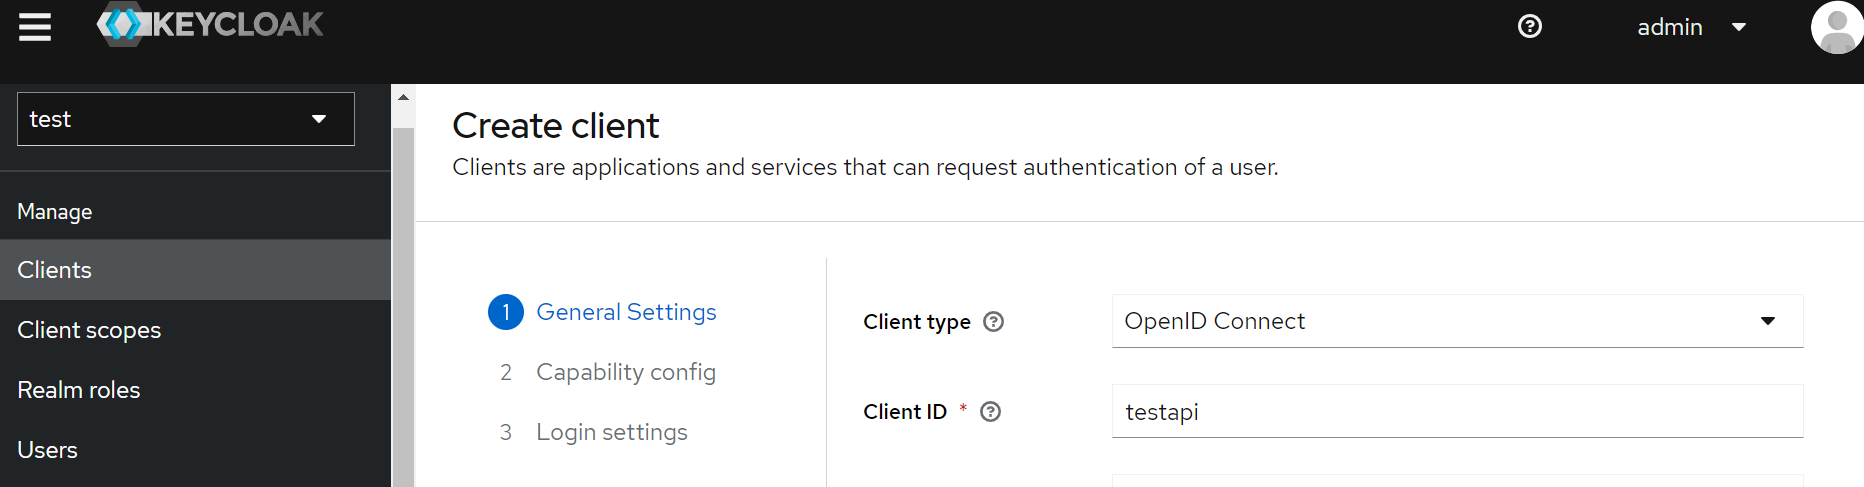 KEYCLOAK
admin
test
Manage
Clients
Client scopes
Realm roles
Users
Create client
Clients are applications and services that can request authentication of a user.
1 General Settings
2 Capability config
3 Login settings
Client type
OpenID Connect
Client ID *
testapi